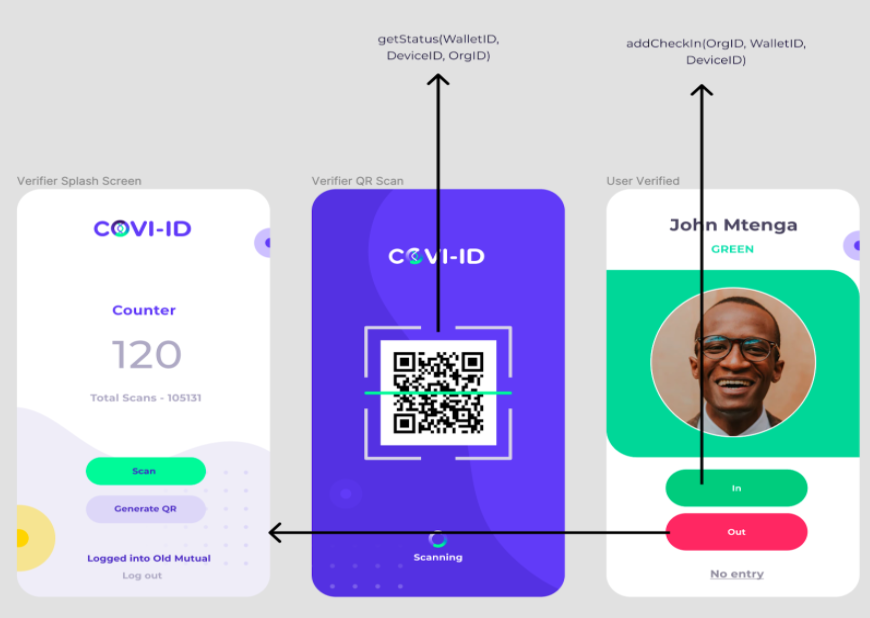 getStatus(WalletID,
DeviceID, OrgID)
addCheckIn(OrgID, WalletID,
DeviceID)
Verifier Splash Screen
COVI-ID
Counter
120
Total Scans - 105131
Scan
Generate QR
Logged into Old Mutual
Log out
Verifier QR Scan
COVI-ID
Scanning
User Verified
John Mtenga
GREEN
In
Out
No entry